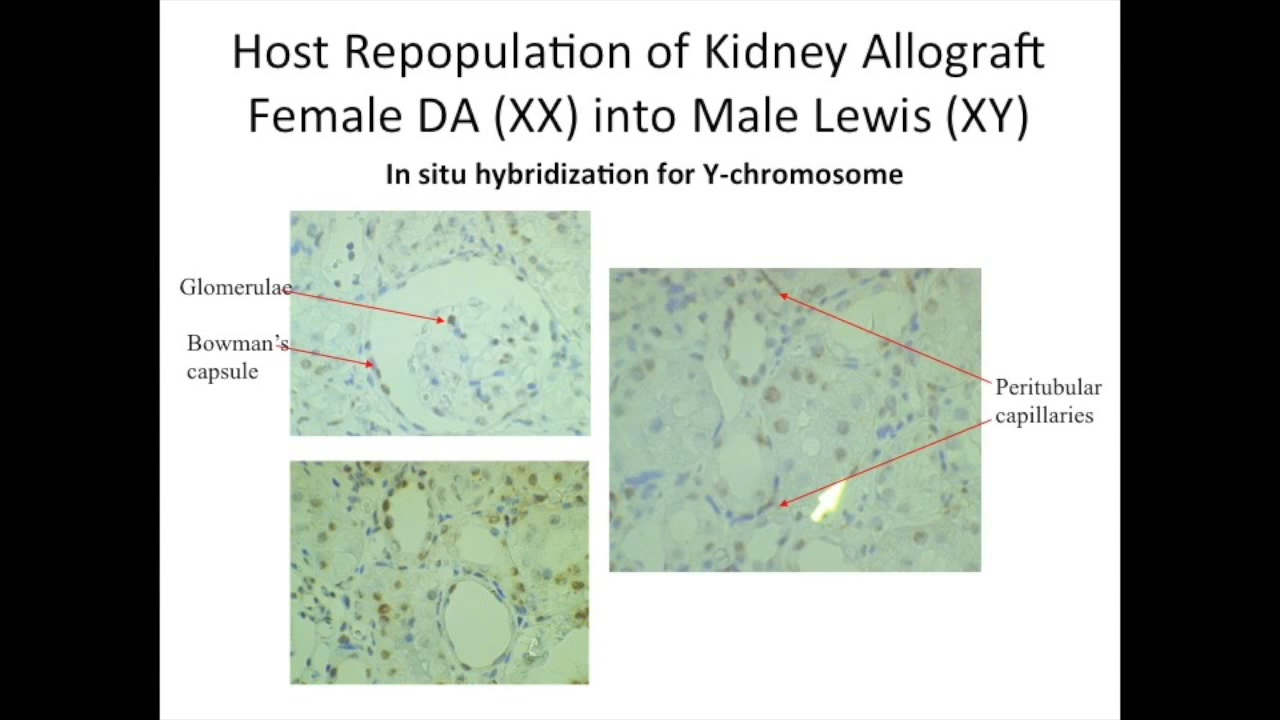 Host Repopulation of Kidney Allograft
Female DA (XX) into Male Lewis (XY)
In situ hybridization for Y-chromosome
Glomerulae
Bowman's
capsule
Peritubular
capillaries